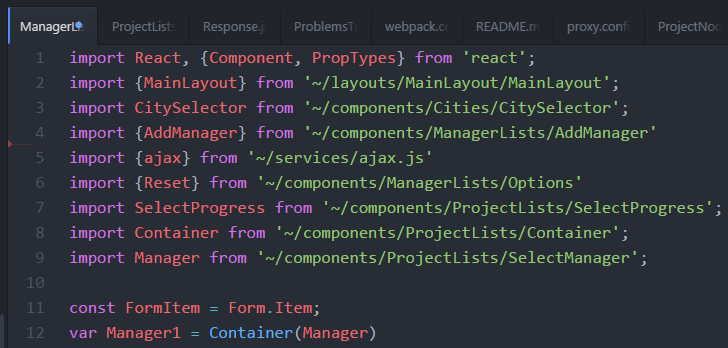 ManagerL ProjectLists Response.j ProblemsT webpack.co README.m proxy.confi ProjectNod
1 import React, {Component, PropTypes} from 'react';
2 import {MainLayout} from '~/layouts/MainLayout/MainLayout';
3 import CitySelector from '~/components/Cities/CitySelector';
4 import {AddManager} from '~/components/ManagerLists/AddManager'
5 import {ajax} from '~/services/ajax.js'
6 import {Reset} from '~/components/ManagerLists/Options'
7 import SelectProgress from '~/components/ProjectLists/SelectProgress';
8 import Container from '~/components/ProjectLists/Container';
9 import Manager from '~/components/ProjectLists/SelectManager';
10
11 const FormItem = Form.Item;
12 var Manager1 = Container(Manager)